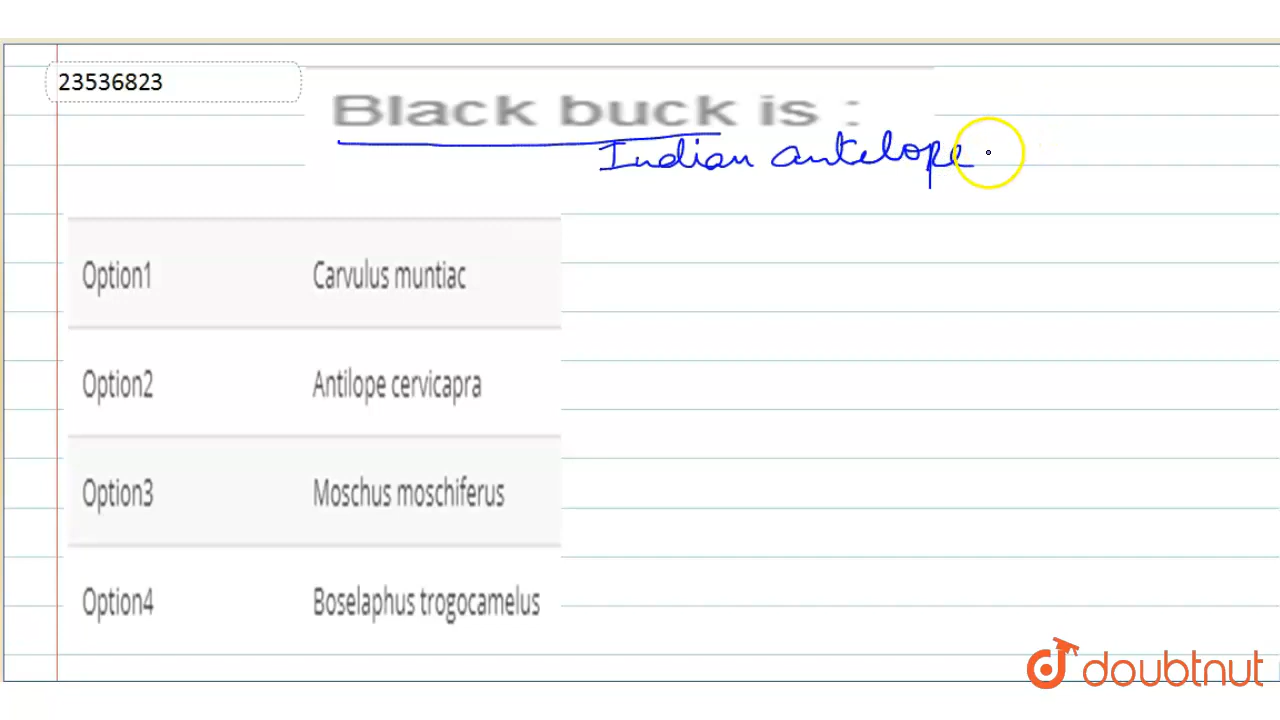 23536823
Black buck is :
Indian antelope
Option1 Carvulus muntiac
Option2 Antilope cervicapra
Option3 Moschus moschiferus
Option4 Boselaphus trogocamelus
doubtnut